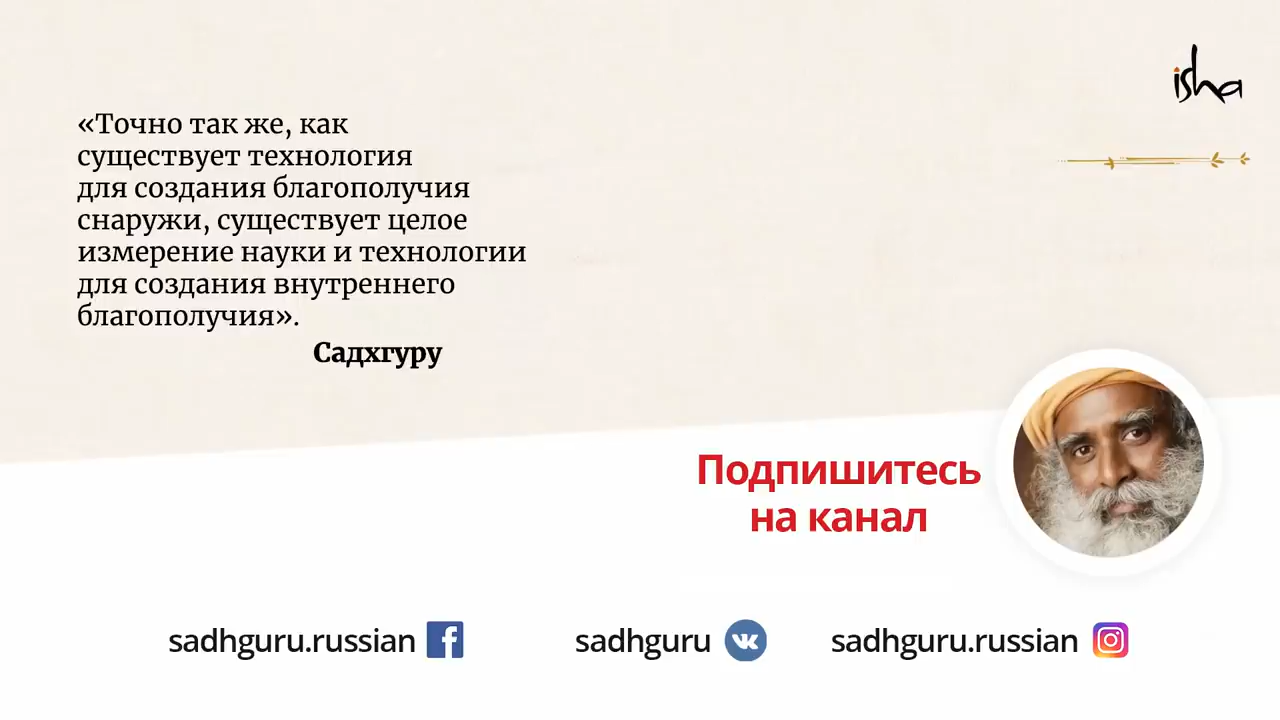 isha
«Точно так же, как
существует технология
для создания благополучия
снаружи, существует целое
измерение науки и технологии
для создания внутреннего
благополучия».
Садхгуру
Подпишитесь
на канал
sadhguru.russian
sadhguru
sadhguru.russian